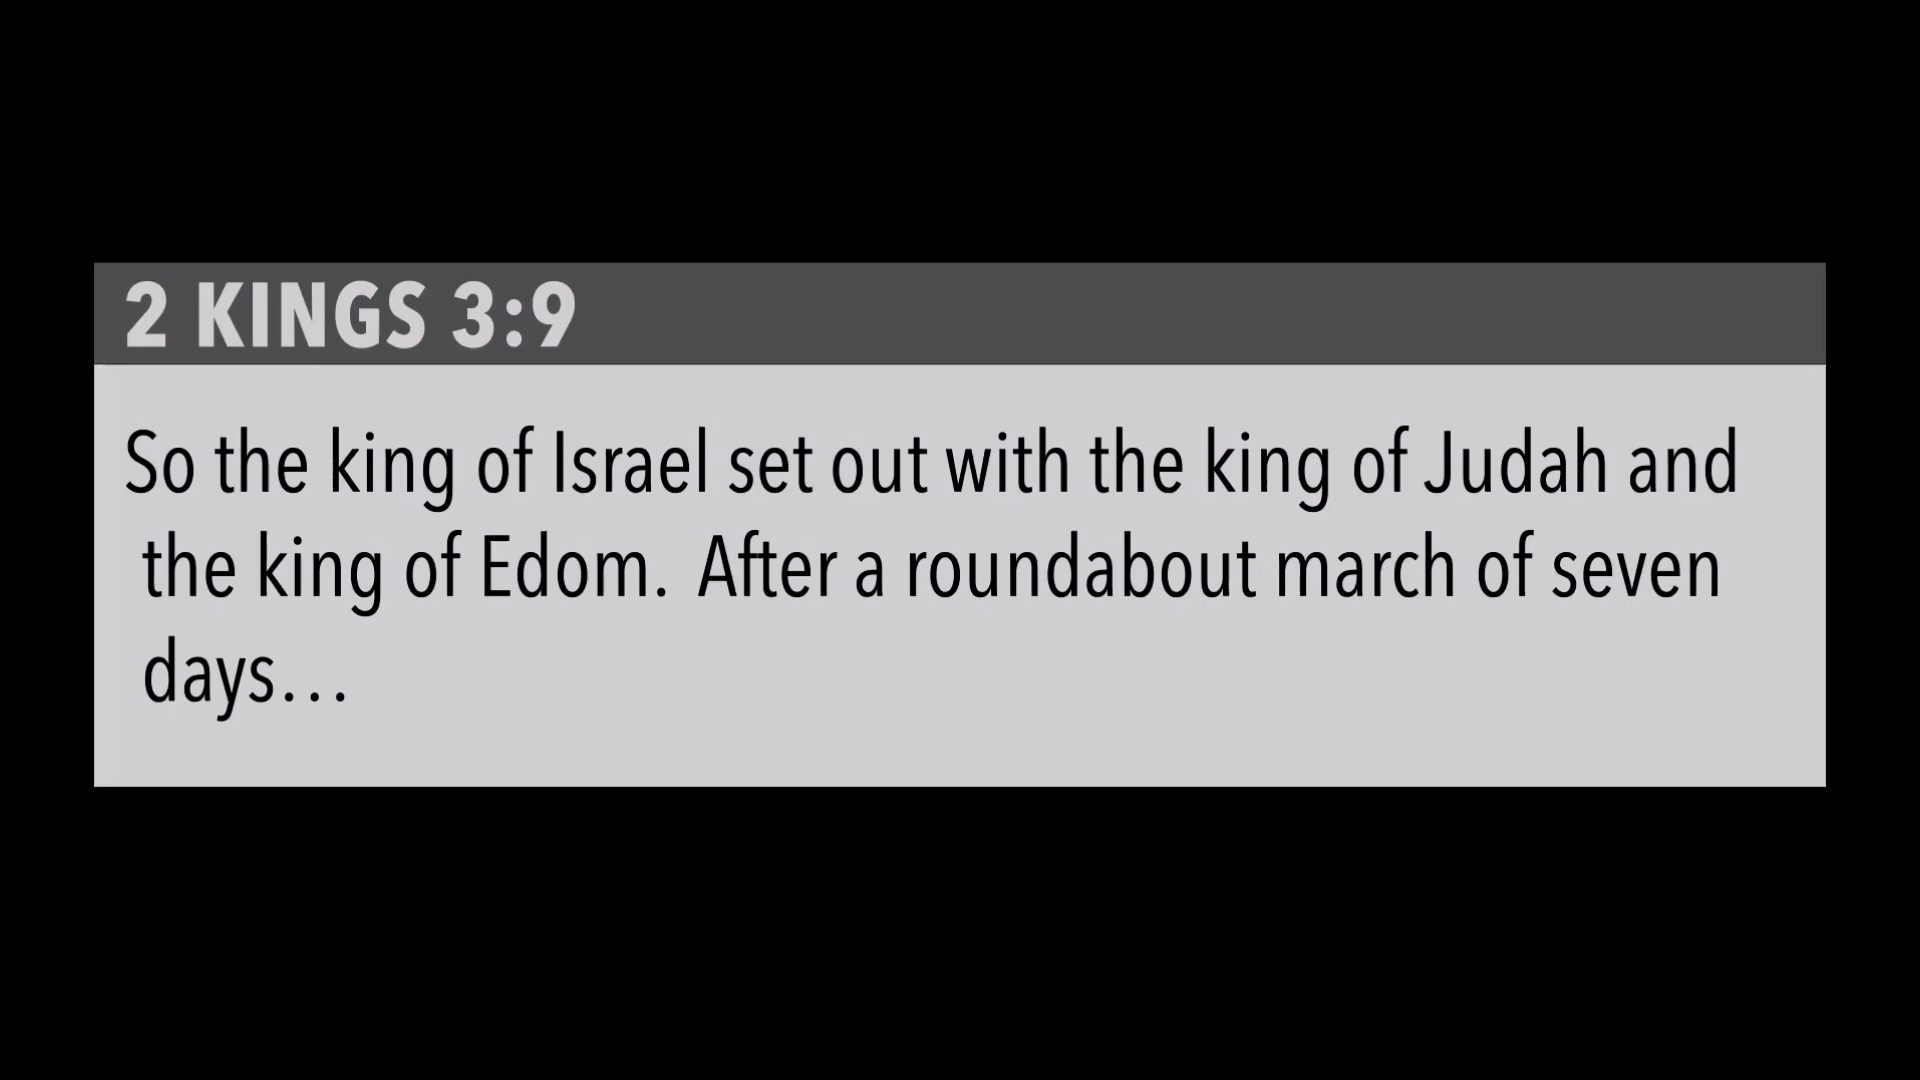 2 KINGS 3:9
So the king of Israel set out with the king of Judah and
the king of Edom.  After a roundabout march of seven
days…